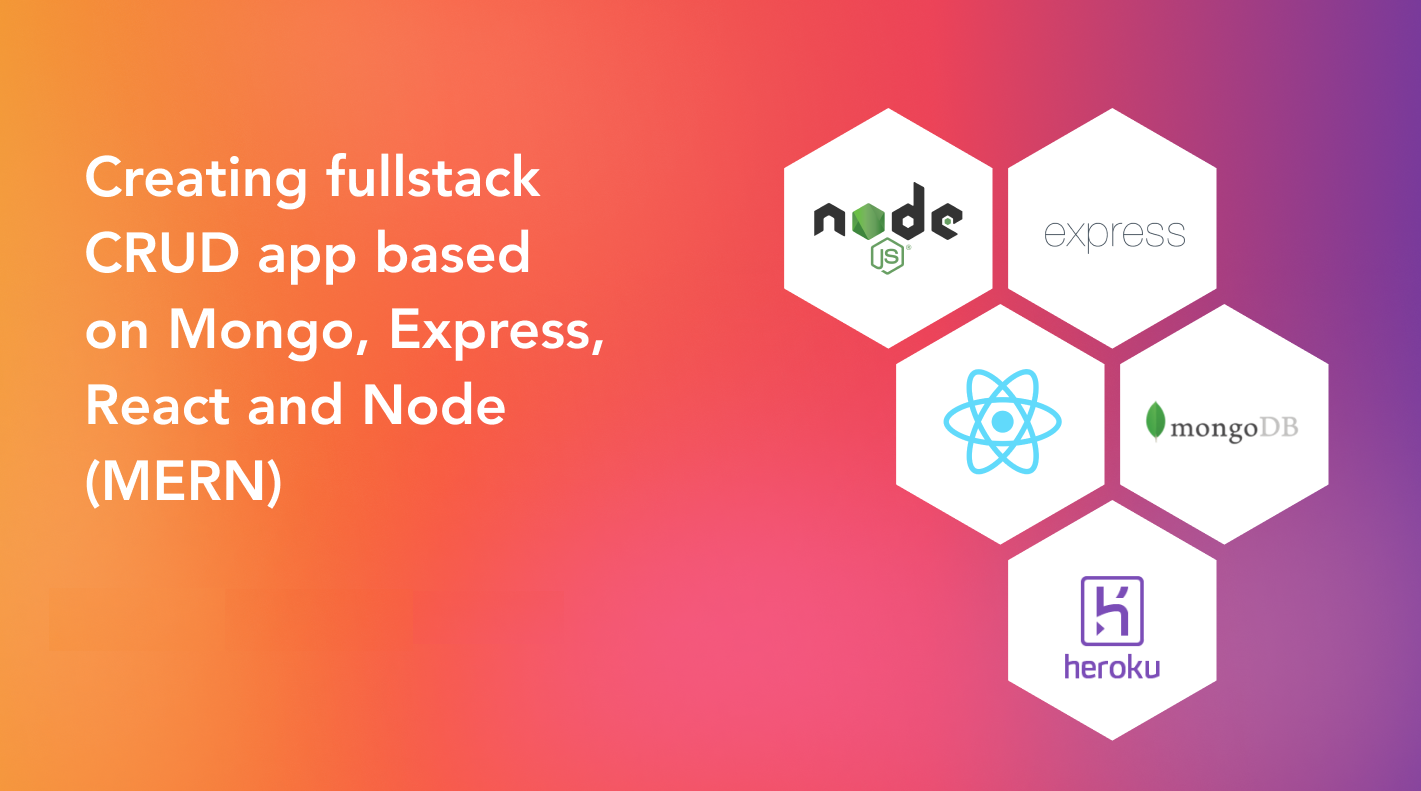 Creating fullstack
CRUD app based
on Mongo, Express,
React and Node
(MERN)
node
JS
express
mongoDB
heroku